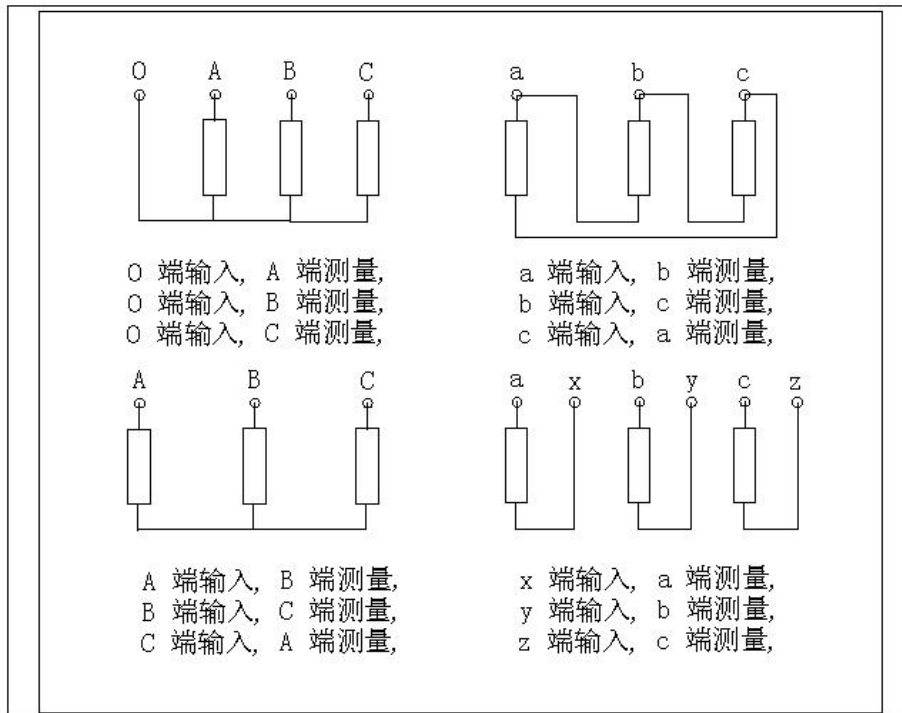 O A B C
a b c
O 端输入, A 端测量,
O 端输入, B 端测量,
O 端输入, C 端测量,
a 端输入, b 端测量,
b 端输入, c 端测量,
c 端输入, a 端测量,
A B C
a x b y c z
A 端输入, B 端测量,
B 端输入, C 端测量,
C 端输入, A 端测量,
x 端输入, a 端测量,
y 端输入, b 端测量,
z 端输入, c 端测量,